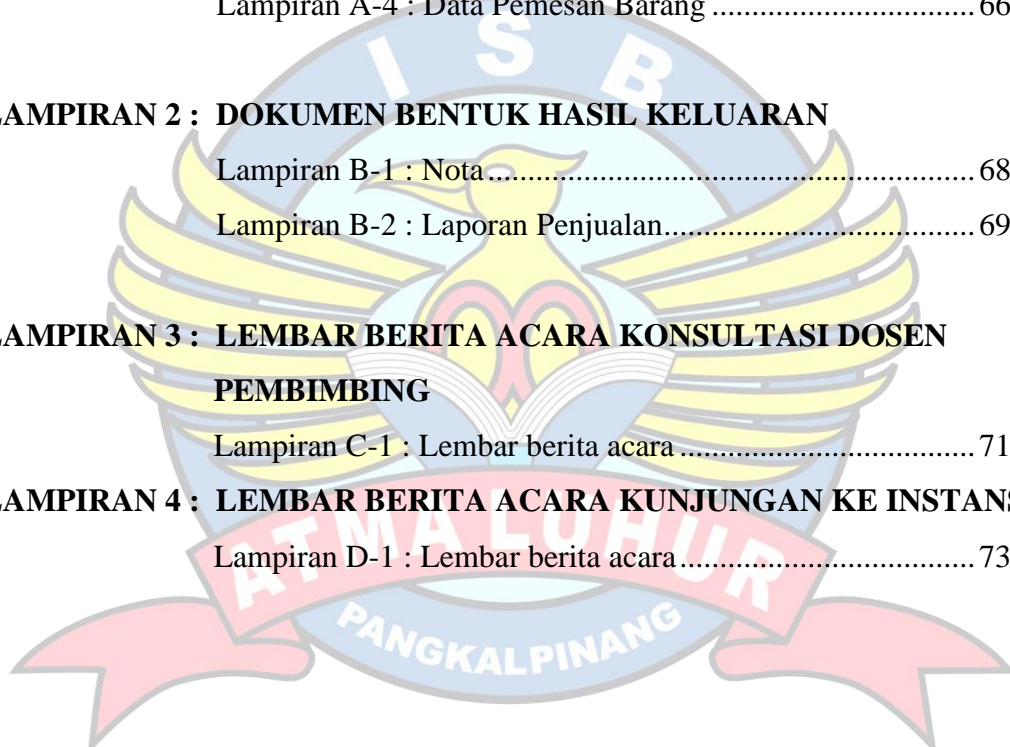 Lampiran A-4 : Data Pemesan Barang .................................. 66
I S B
LAMPIRAN 2 : DOKUMEN BENTUK HASIL KELUARAN
Lampiran B-1 : Nota ............................................................... 68
Lampiran B-2 : Laporan Penjualan........................................ 69
LAMPIRAN 3 : LEMBAR BERITA ACARA KONSULTASI DOSEN
PEMBIMBING
Lampiran C-1 : Lembar berita acara ...................................... 71
LAMPIRAN 4 : LEMBAR BERITA ACARA KUNJUNGAN KE INSTANS
Lampiran D-1 : Lembar berita acara ...................................... 73
ATMA LUHUR
PANGKALPINANG